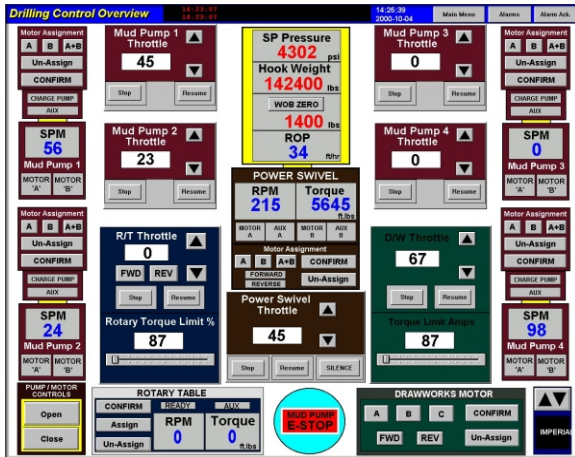 Drilling Control Overview
14:23:07
14:23:07
14:25:39
2000-10-04
Main Menu
Alarms
Alarm Ack.
Motor Assignment
A B A+B
Un-Assign
CONFIRM
CHARGE PUMP
AUX
SPM
56
Mud Pump 1
MOTOR 'A'
MOTOR 'B'
Mud Pump 1
Throttle
45
Stop
Resume
Mud Pump 2
Throttle
23
Stop
Resume
SP Pressure
4302 psi
Hook Weight
142400 lbs
WOB ZERO
1400 lbs
ROP
34 ft/hr
Mud Pump 3
Throttle
0
Stop
Resume
Mud Pump 4
Throttle
0
Stop
Resume
Motor Assignment
A B A+B
Un-Assign
CONFIRM
CHARGE PUMP
AUX
SPM
0
Mud Pump 3
MOTOR 'A'
MOTOR 'B'
POWER SWIVEL
RPM Torque
215 5645
ft.lbs
MOTOR A
AUX A
MOTOR B
AUX B
Motor Assignment
A B A+B CONFIRM
FORWARD
REVERSE
Un-Assign
Motor Assignment
A B A+B
Un-Assign
CONFIRM
CHARGE PUMP
AUX
SPM
24
Mud Pump 2
MOTOR 'A'
MOTOR 'B'
R/T Throttle
0
FWD REV
Stop
Resume
Rotary Torque Limit %
87
Power Swivel
Throttle
45
Stop
Resume
SILENCE
D/W Throttle
67
Stop
Resume
Torque Limit Amps
87
Motor Assignment
A B A+B
Un-Assign
CONFIRM
CHARGE PUMP
AUX
SPM
98
Mud Pump 4
MOTOR 'A'
MOTOR 'B'
PUMP / MOTOR
CONTROLS
Open
Close
ROTARY TABLE
CONFIRM
Assign
Un-Assign
READY AUX
RPM Torque
0 0
ft.lbs
MUD PUMP
E-STOP
DRAWWORKS MOTOR
A B C CONFIRM
FWD REV Un-Assign
IMPERIAL